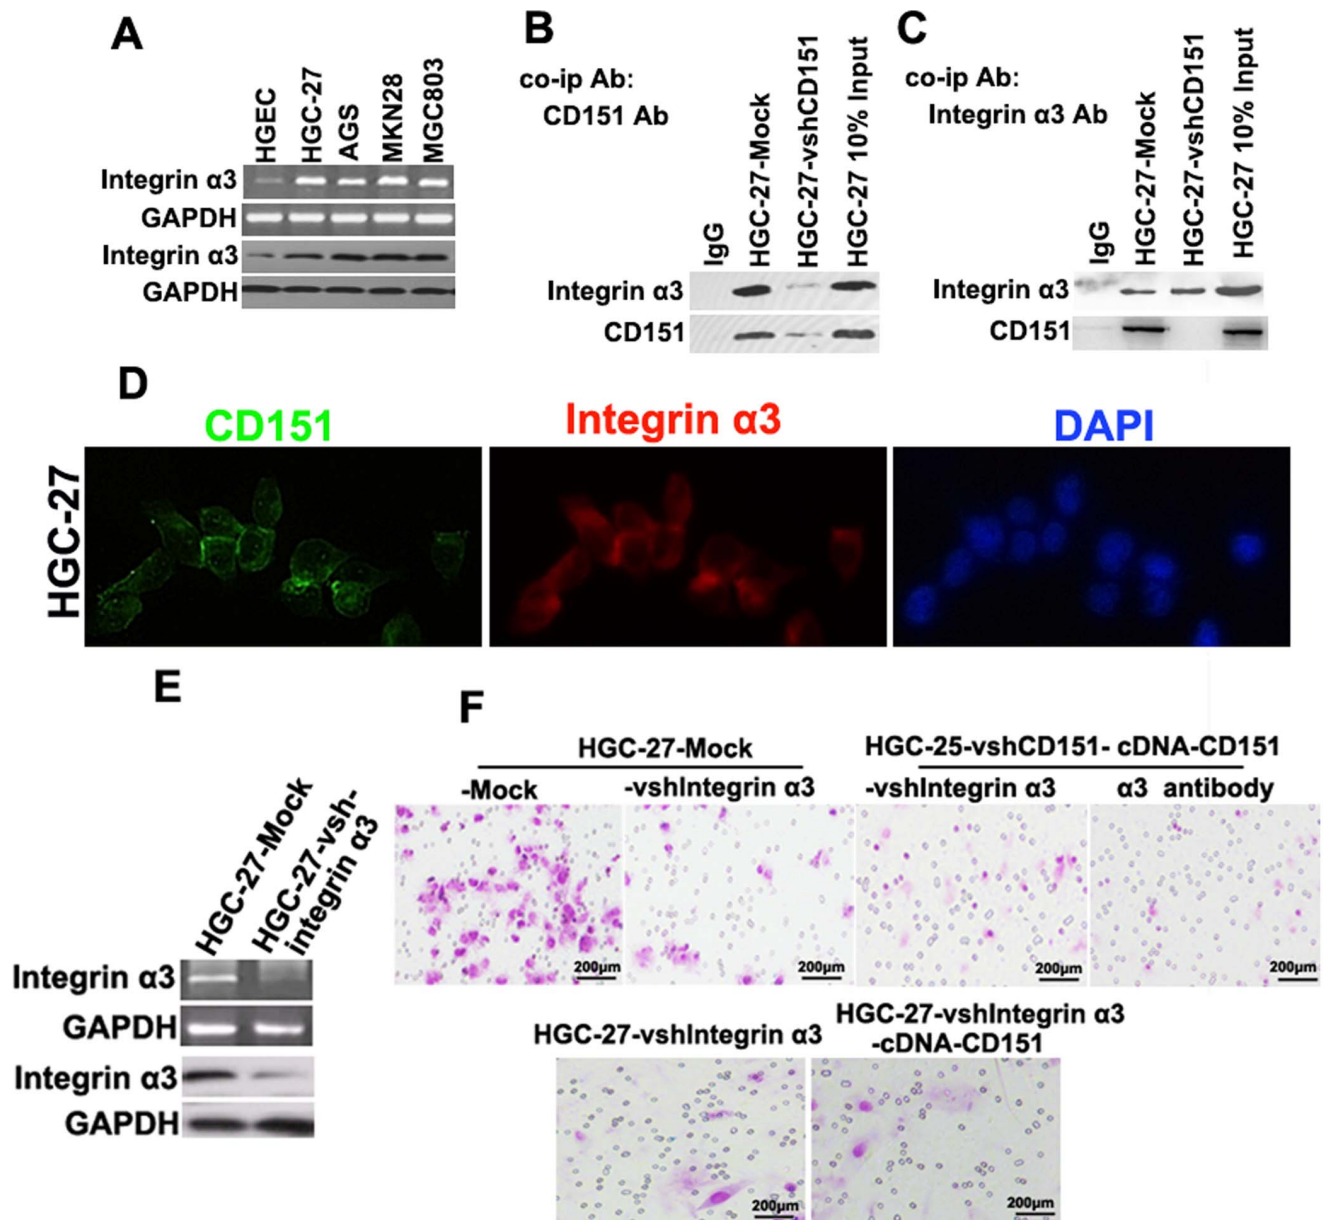 A
HGEC
HGC-27
AGS
MKN28
MGC803
Integrin α3
GAPDH
Integrin α3
GAPDH
B
co-ip Ab:
CD151 Ab
IgG
HGC-27-Mock
HGC-27-vshCD151
HGC-27 10% Input
Integrin α3
CD151
C
co-ip Ab:
Integrin α3 Ab
IgG
HGC-27-Mock
HGC-27-vshCD151
HGC-27 10% Input
Integrin α3
CD151
D
CD151
Integrin α3
DAPI
HGC-27
E
HGC-27-Mock
HGC-27-vsh-
integrin α3
Integrin α3
GAPDH
Integrin α3
GAPDH
F
HGC-27-Mock
HGC-25-vshCD151- cDNA-CD151
-Mock
-vshIntegrin α3
-vshIntegrin α3
α3 antibody
200µm
200µm
200µm
200µm
HGC-27-vshIntegrin α3
HGC-27-vshIntegrin α3
-cDNA-CD151
200µm
200µm